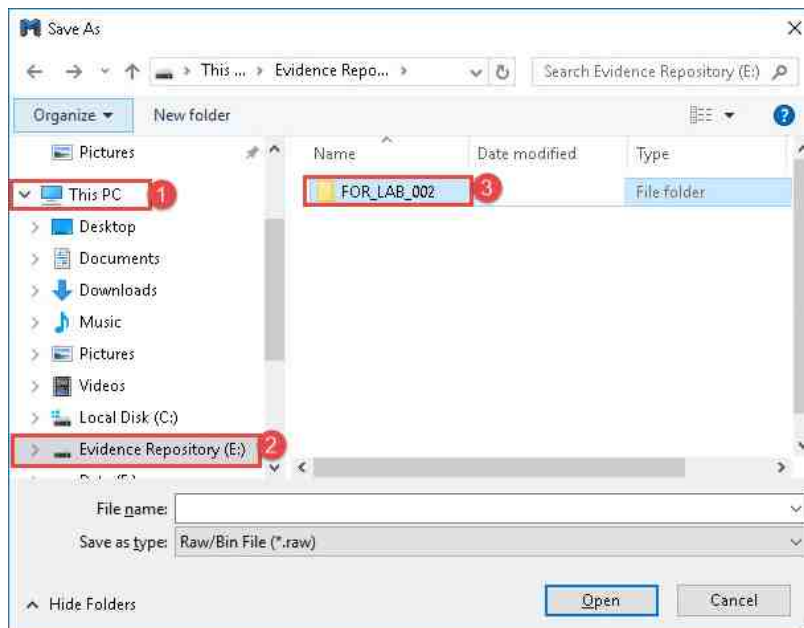 Save As
This ... > Evidence Repo... >
Search Evidence Repository (E:)
Organize
New folder
?
Pictures
Name
Date modified
Type
This PC
1
FOR_LAB_002
3
File folder
Desktop
Documents
Downloads
Music
Pictures
Videos
Local Disk (C:)
Evidence Repository (E:)
2
File name:
Save as type:
Raw/Bin File (*.raw)
Hide Folders
Open
Cancel